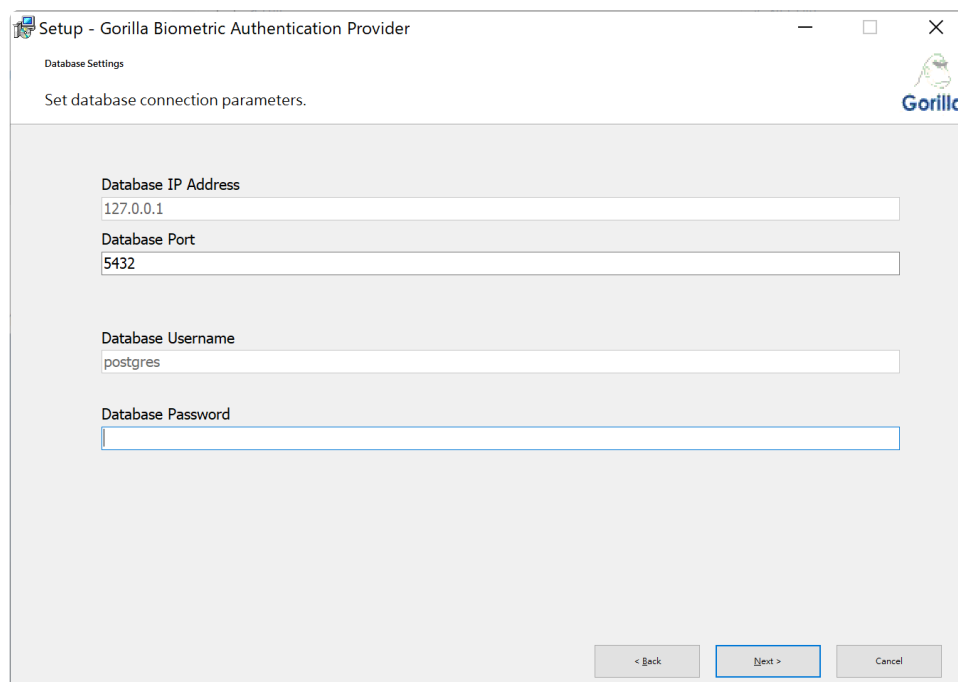 Setup - Gorilla Biometric Authentication Provider
Database Settings
Set database connection parameters.
Gorilla
Database IP Address
127.0.0.1
Database Port
5432
Database Username
postgres
Database Password
< Back
Next >
Cancel